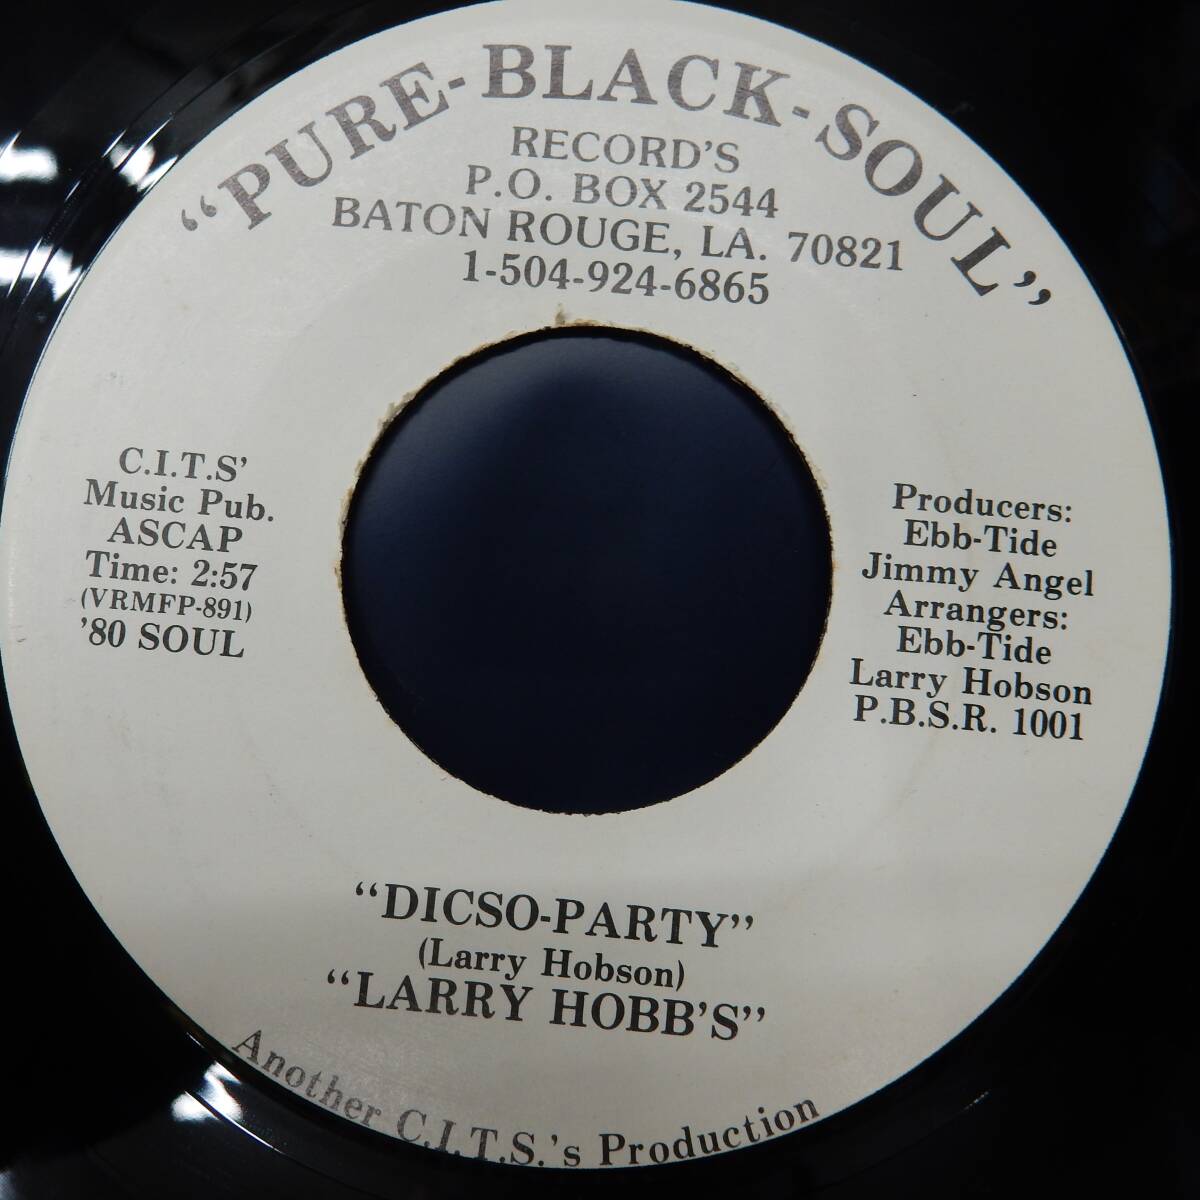 "PURE-BLACK-SOUL"
RECORD'S
P.O. BOX 2544
BATON ROUGE, LA. 70821
1-504-924-6865
C.I.T.S'
Music Pub.
ASCAP
Time: 2:57
(VRMFP-891)
'80 SOUL
Producers:
Ebb-Tide
Jimmy Angel
Arrangers:
Ebb-Tide
Larry Hobson
P.B.S.R. 1001
"DICSO-PARTY"
(Larry Hobson)
"LARRY HOBB'S"
Another C.I.T.S.'s Production